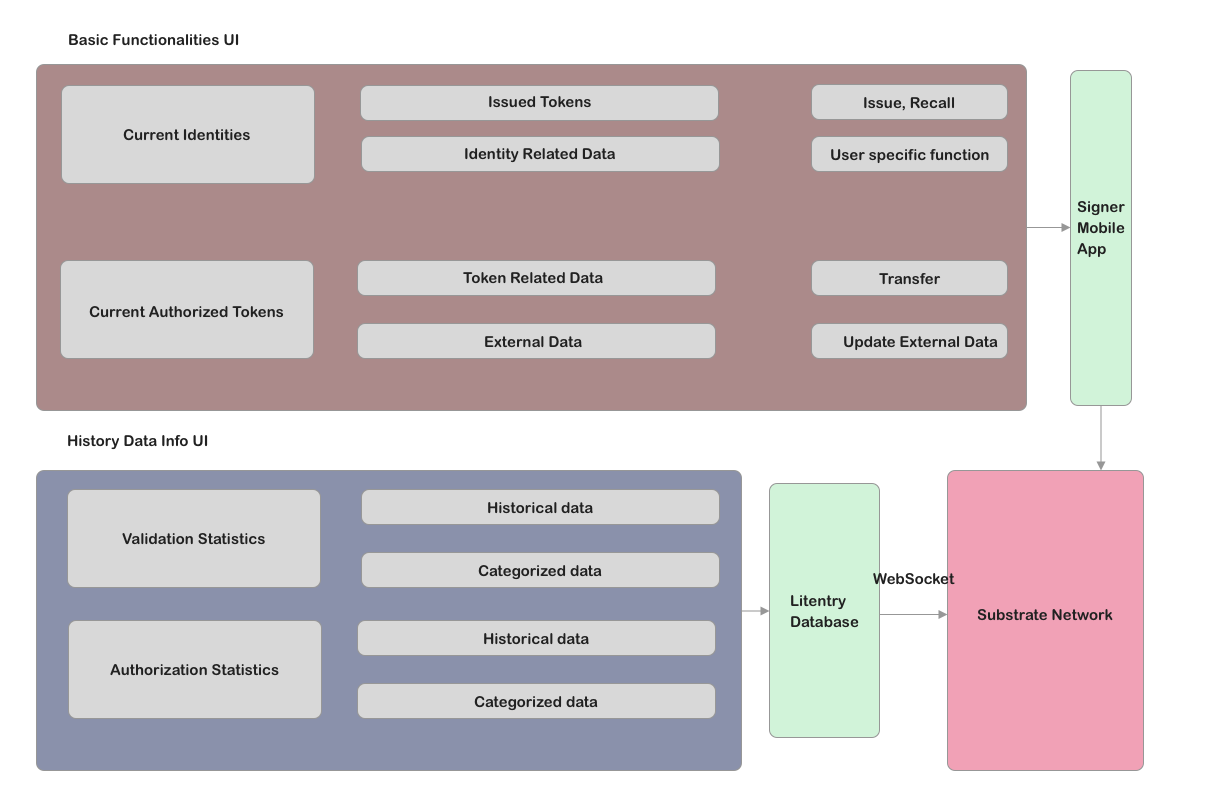 Basic Functionalities UI
Current Identities
Issued Tokens
Issue, Recall
Identity Related Data
User specific function
Signer
Mobile
App
Current Authorized Tokens
Token Related Data
Transfer
External Data
Update External Data
History Data Info UI
Validation Statistics
Historical data
Categorized data
Authorization Statistics
Historical data
Categorized data
Litentry
Database
WebSocket
Substrate Network